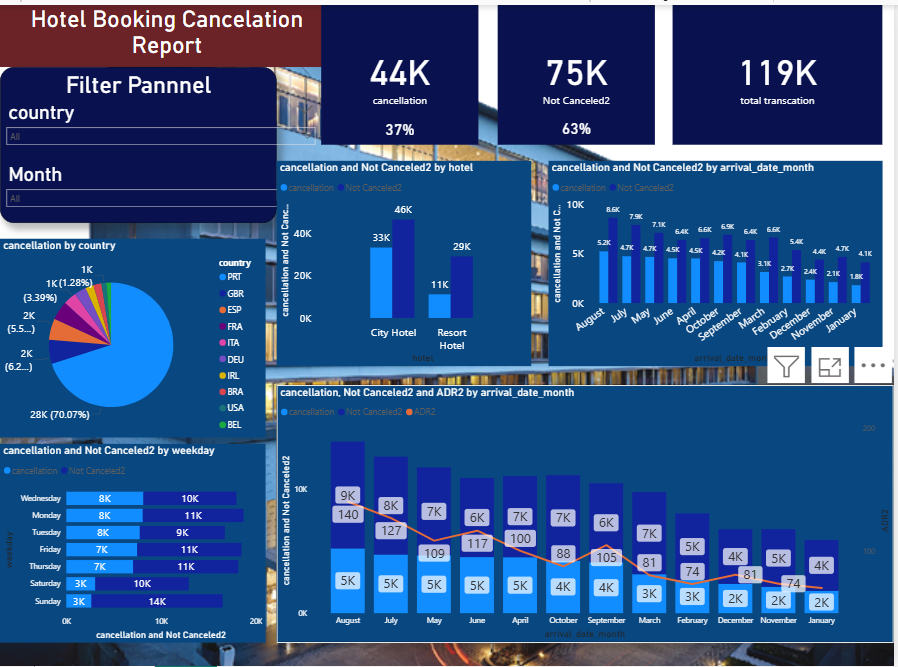 Hotel Booking Cancelation
Report
44K
cancellation
37%
75K
Not Canceled2
63%
119K
total transcation
Filter Pannnel
country
All
Month
All
cancellation and Not Canceled2 by hotel
cancellation Not Canceled2
cancellation and Not Canc...
40K
20K
0K
33K
46K
11K
29K
City Hotel
Resort
Hotel
hotel
cancellation and Not Canceled2 by arrival_date_month
cancellation Not Canceled2
cancellation and Not C...
10K
5K
0K
5.2K 8.6K
4.7K 7.9K
4.7K 7.1K
4.5K 6.4K
4.5K 6.6K
4.2K 6.9K
4.1K 6.4K
3.1K 6.6K
2.7K 5.4K
2.4K 4.4K
2.1K 4.7K
1.8K 4.1K
August
July
May
June
April
October
September
March
February
December
November
January
cancellation by country
1K
1K (1.28%)
(3.39%)
2K
(5.5...)
2K
(6.2...)
28K (70.07%)
country
PRT
GBR
ESP
FRA
ITA
DEU
IRL
BRA
USA
BEL
cancellation and Not Canceled2 by weekday
cancellation Not Canceled2
weekday
Wednesday 8K 10K
Monday 8K 11K
Tuesday 8K 9K
Friday 7K 11K
Thursday 7K 11K
Saturday 3K 10K
Sunday 3K 14K
0K 10K 20K
cancellation and Not Canceled2
cancellation, Not Canceled2 and ADR2 by arrival_date_month
cancellation Not Canceled2 ADR2
cancellation and Not Canceled2
10K
0K
200
100
ADR2
9K 8K 7K 6K 7K 7K 6K 7K 5K 4K 5K 4K
140 127 109 117 100 88 105 81 74 81 74
5K 5K 5K 5K 5K 4K 4K 3K 3K 2K 2K 2K
August July May June April October September March February December November January
arrival_date_month